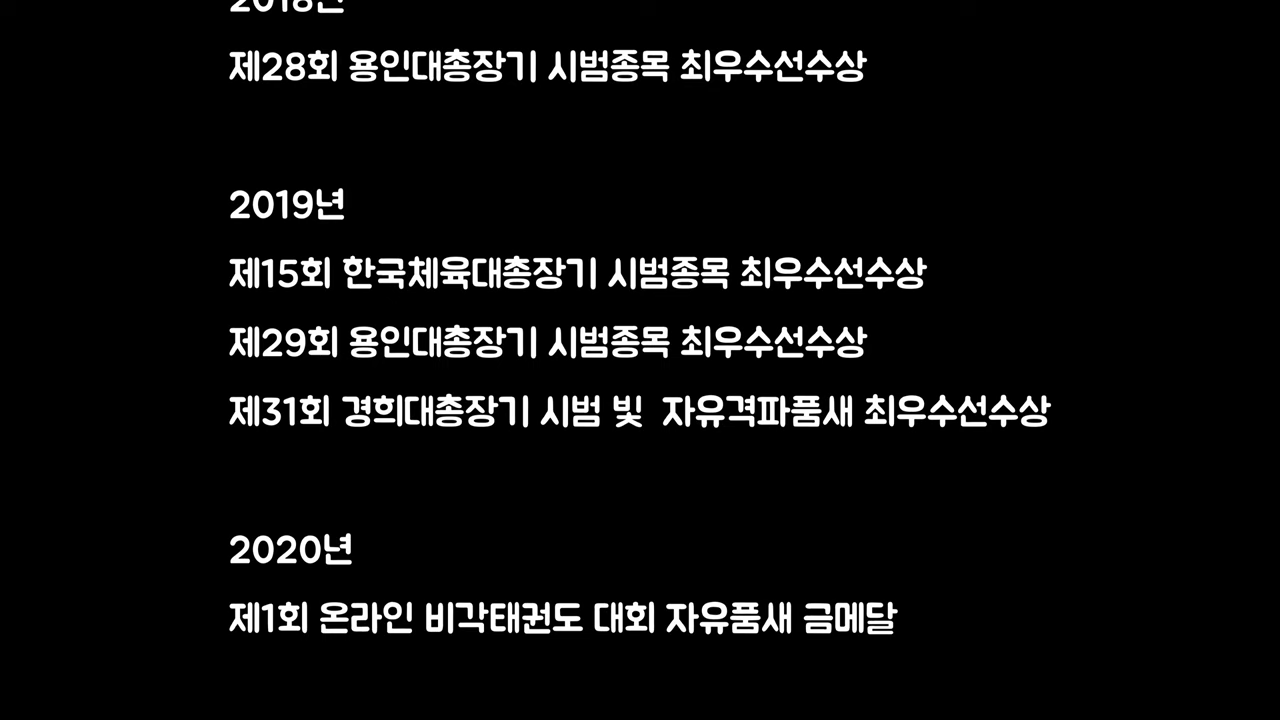 2018년
제28회 용인대총장기 시범종목 최우수선수상
2019년
제15회 한국체육대총장기 시범종목 최우수선수상
제29회 용인대총장기 시범종목 최우수선수상
제31회 경희대총장기 시범 빛 자유격파품새 최우수선수상
2020년
제1회 온라인 비각태권도 대회 자유품새 금메달